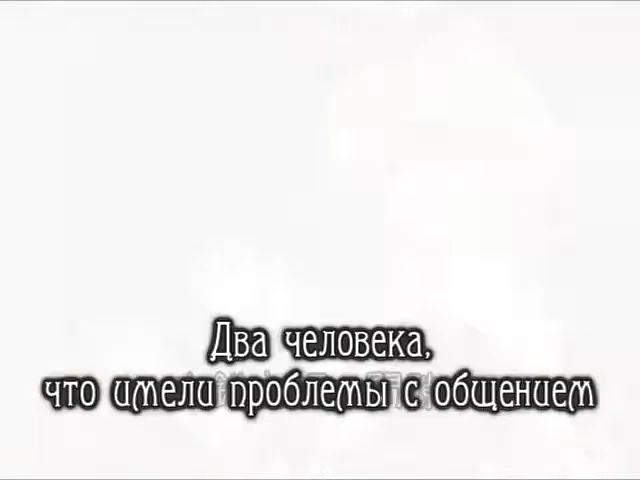 Два человека,
что имели проблемы с общением